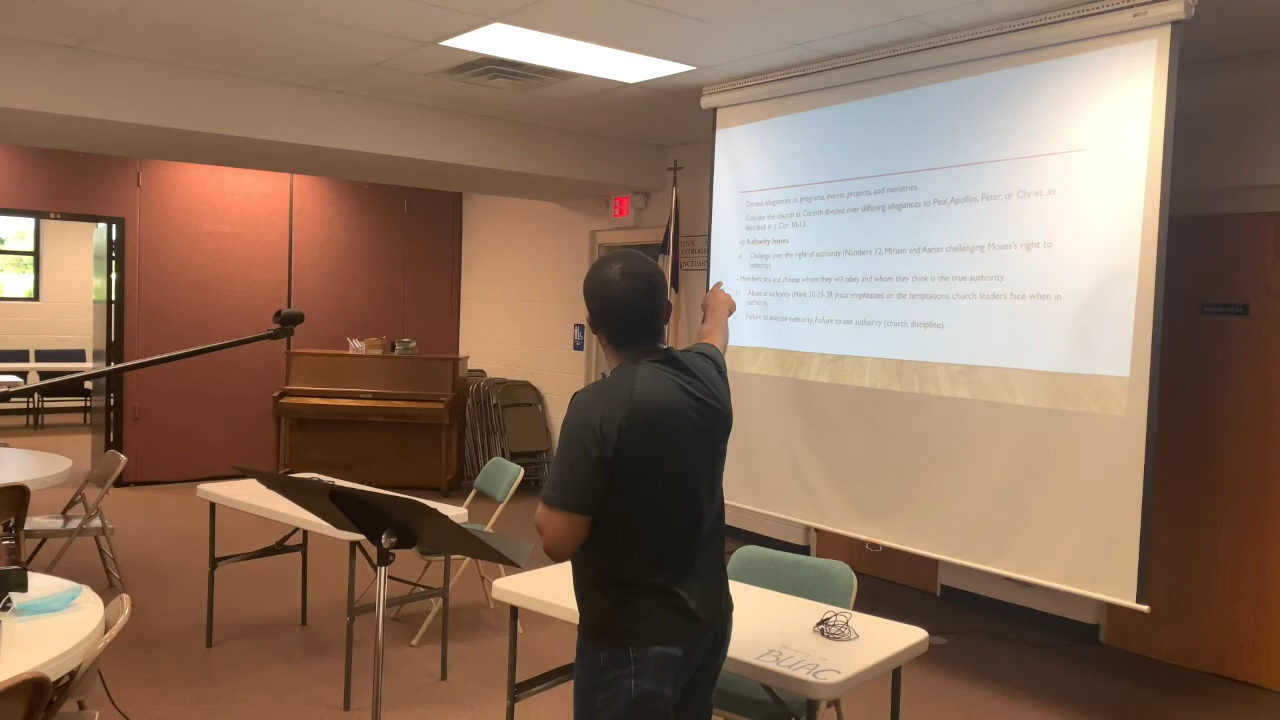 Divided allegiances to programs, events, projects, and ministries.
Consider the church at Corinth divided over differing allegiances to Paul, Apollos, Peter, or Christ, as
described in 1 Cor 10-13.
Authority Issues
Challenge over the right of authority (Numbers 12, Miriam and Aaron challenging Moses's right to
authority).
- Members pick and choose whom they will obey and whom they think is the true authority.
Abuse of authority (Mark 20:25-28; Jesus emphasizes on the temptations church leaders face when in
authority.
Failure to exercise authority. Failure to use authority (church discipline).
BUAC